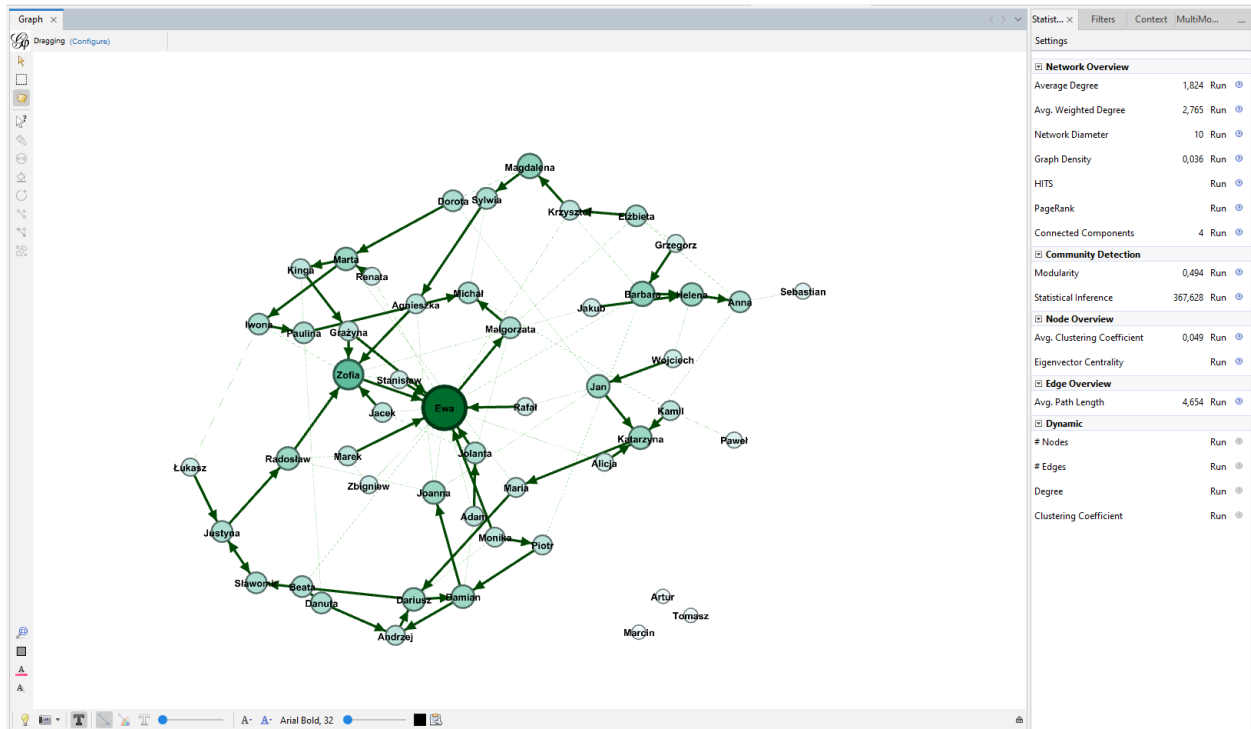 Graph ×
Statist... × Filters Context MultiMo...
Dragging (Configure)
Settings
Network Overview
Average Degree 1,824 Run
Avg. Weighted Degree 2,765 Run
Network Diameter 10 Run
Graph Density 0,036 Run
HITS Run
PageRank Run
Connected Components 4 Run
Community Detection
Modularity 0,494 Run
Statistical Inference 367,628 Run
Node Overview
Avg. Clustering Coefficient 0,049 Run
Eigenvector Centrality Run
Edge Overview
Avg. Path Length 4,654 Run
Dynamic
# Nodes Run
# Edges Run
Degree Run
Clustering Coefficient Run
Magdalena
Dorota
Sylwia
Krzyszto
Elżbieta
Grzegorz
Marta
Kinga
Renata
Agnieszka
Michał
Barbara
Helena
Anna
Sebastian
Jakub
Iwona
Paulina
Grażyna
Małgorzata
Wojciech
Zofia
Stanisław
Jan
Ewa
Jacek
Rafał
Kamil
Katarzyna
Paweł
Radosław
Marek
Jolanta
Alicja
Łukasz
Zbigniew
Joanna
Maria
Adam
Justyna
Monika
Piotr
Sławomi
Beata
Danuta
Dariusz
Damian
Andrzej
Artur
Tomasz
Marcin
T T A- A- Arial Bold, 32
A
A